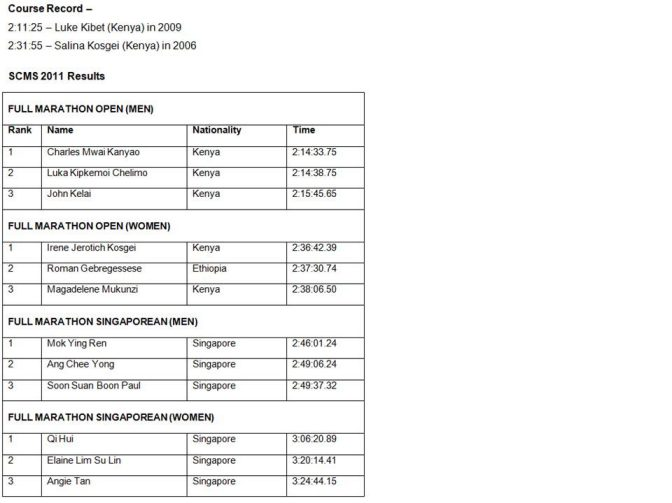 Course Record –
2:11:25 – Luke Kibet (Kenya) in 2009
2:31:55 – Salina Kosgei (Kenya) in 2006
SCMS 2011 Results
FULL MARATHON OPEN (MEN)
Rank Name Nationality Time
1 Charles Mwai Kanyao Kenya 2:14:33.75
2 Luka Kipkemoi Chelimo Kenya 2:14:38.75
3 John Kelai Kenya 2:15:45.65
FULL MARATHON OPEN (WOMEN)
1 Irene Jerotich Kosgei Kenya 2:36:42.39
2 Roman Gebregessese Ethiopia 2:37:30.74
3 Magadelene Mukunzi Kenya 2:38:06.50
FULL MARATHON SINGAPOREAN (MEN)
1 Mok Ying Ren Singapore 2:46:01.24
2 Ang Chee Yong Singapore 2:49:06.24
3 Soon Suan Boon Paul Singapore 2:49:37.32
FULL MARATHON SINGAPOREAN (WOMEN)
1 Qi Hui Singapore 3:06:20.89
2 Elaine Lim Su Lin Singapore 3:20:14.41
3 Angie Tan Singapore 3:24:44.15